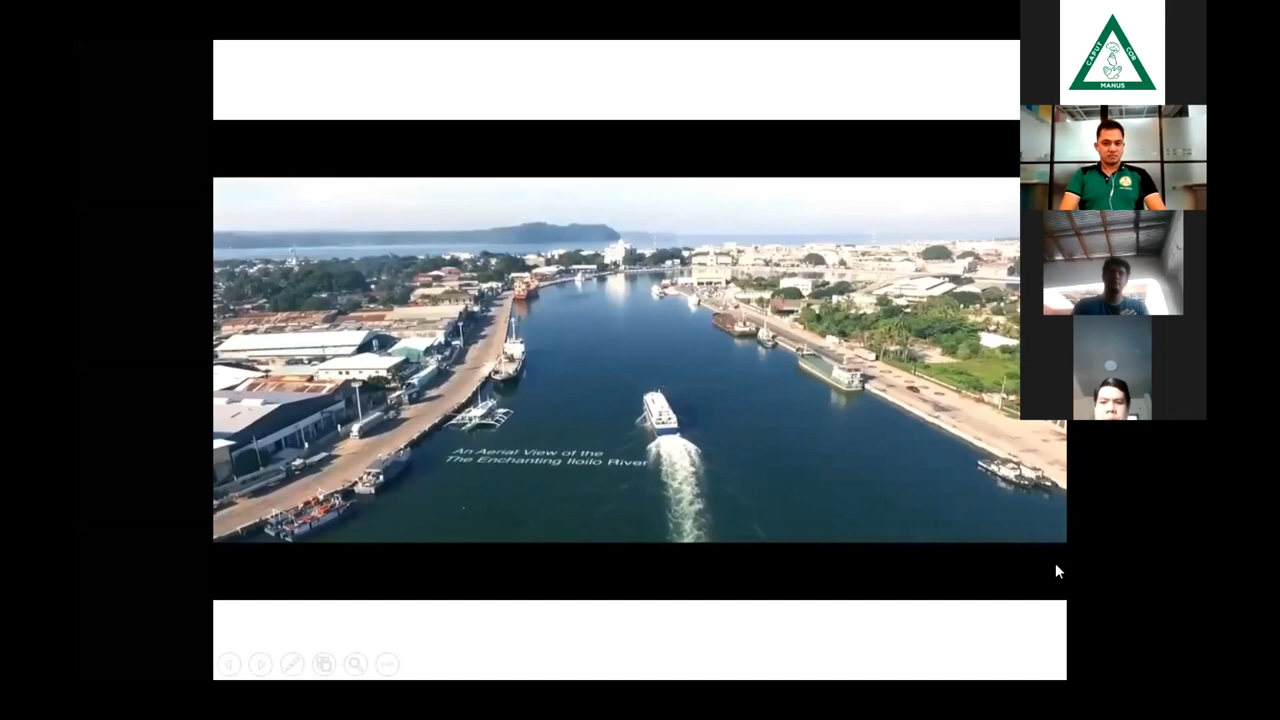 CAPUT
COR
MANUS
An Aerial View of the
The Enchanting Iloilo River